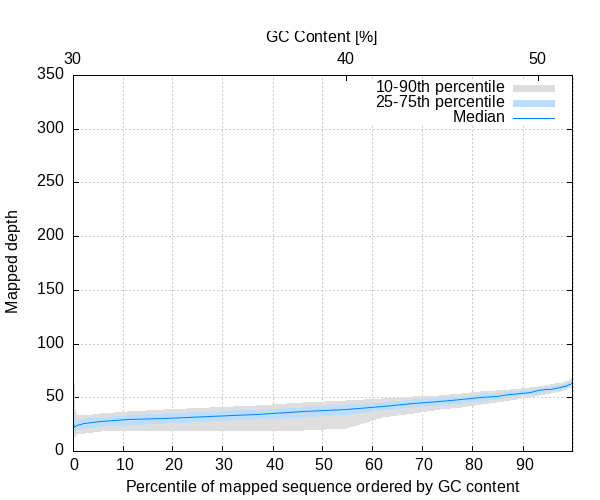 GC Content [%]
30 40 50
350
300
250
200
150
100
50
0
Mapped depth
10-90th percentile
25-75th percentile
Median
0 10 20 30 40 50 60 70 80 90
Percentile of mapped sequence ordered by GC content